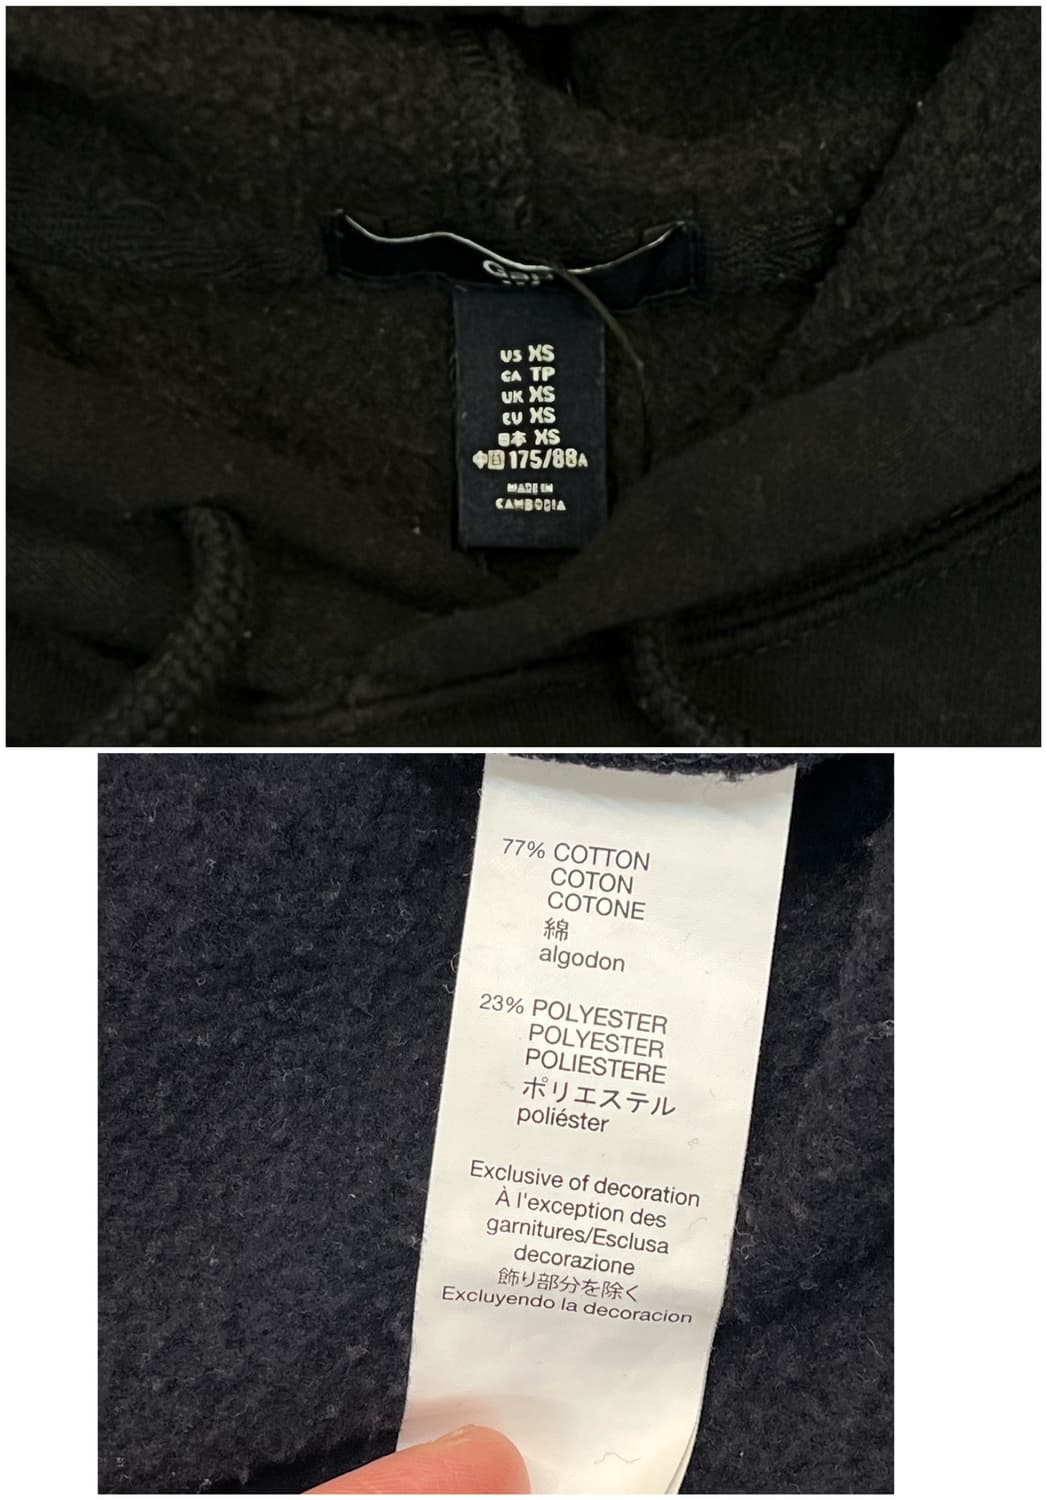 Gap
US XS
CA TP
UK XS
EU XS
日本 XS
中国 175/88A
MADE IN
CAMBODIA
77% COTTON
COTON
COTONE
綿
algodon
23% POLYESTER
POLYESTER
POLIESTERE
ポリエステル
poliéster
Exclusive of decoration
À l'exception des
garnitures/Esclusa
decorazione
飾り部分を除く
Excluyendo la decoracion